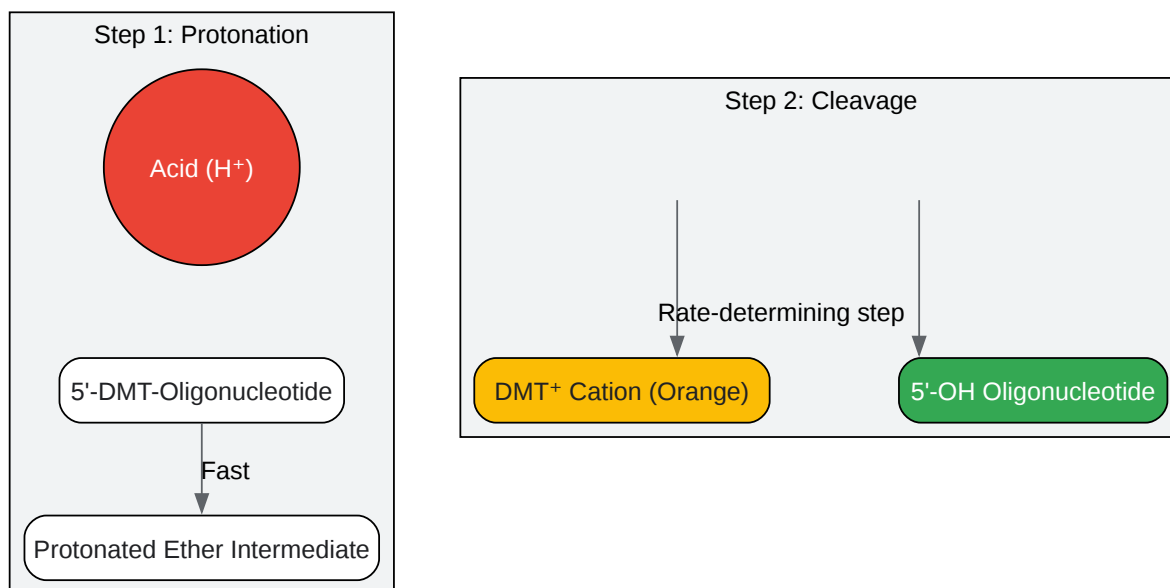 Step 1: Protonation
Acid (H⁺)
5'-DMT-Oligonucleotide
Fast
Protonated Ether Intermediate
Step 2: Cleavage
Rate-determining step
DMT⁺ Cation (Orange)
5'-OH Oligonucleotide